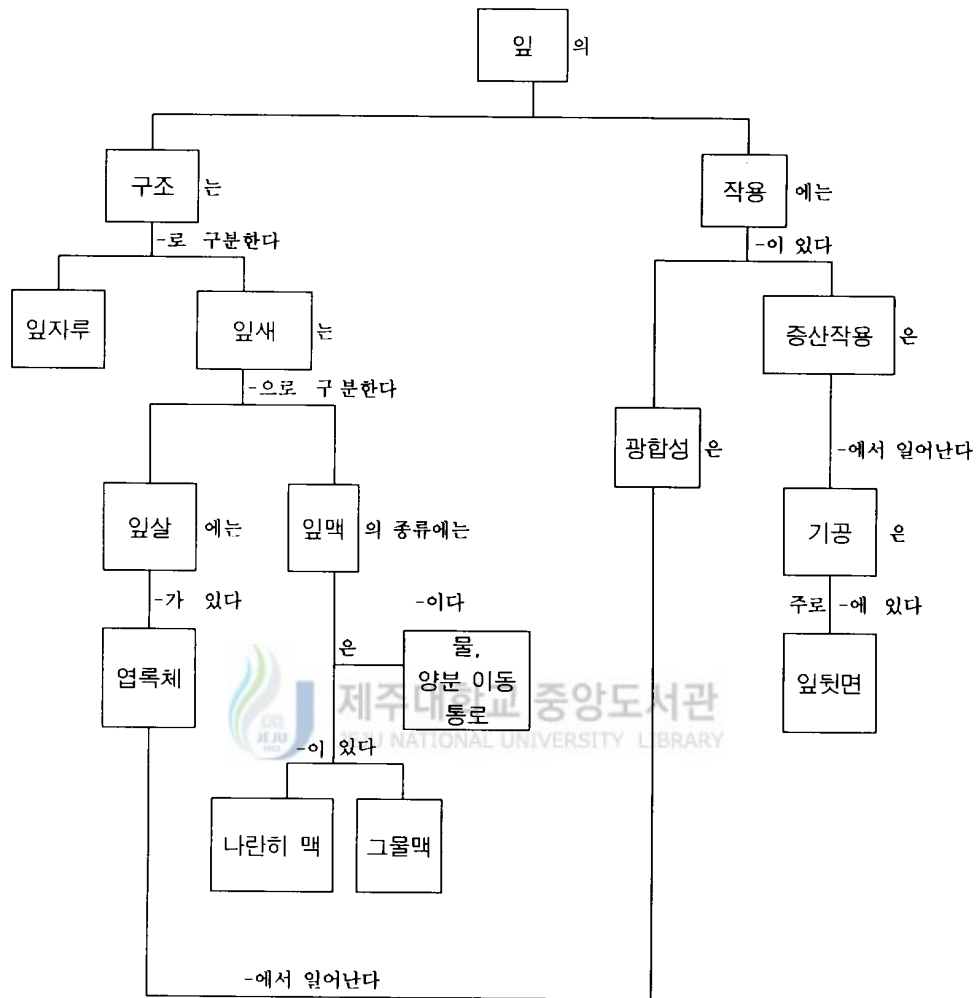 잎 의
구조 는
작용 에는
-로 구분한다
-이 있다
잎자루
잎새 는
증산작용 은
-으로 구분한다
광합성 은
-에서 일어난다
잎살 에는
잎맥 의 종류에는
기공 은
-가 있다
-이다
주로 -에 있다
엽록체
은
물,
양분 이동
통로
잎뒷면
제주대학교 중앙도서관
JEJU NATIONAL UNIVERSITY LIBRARY
JEJU
1952
-이 있다
나란히 맥
그물맥
-에서 일어난다